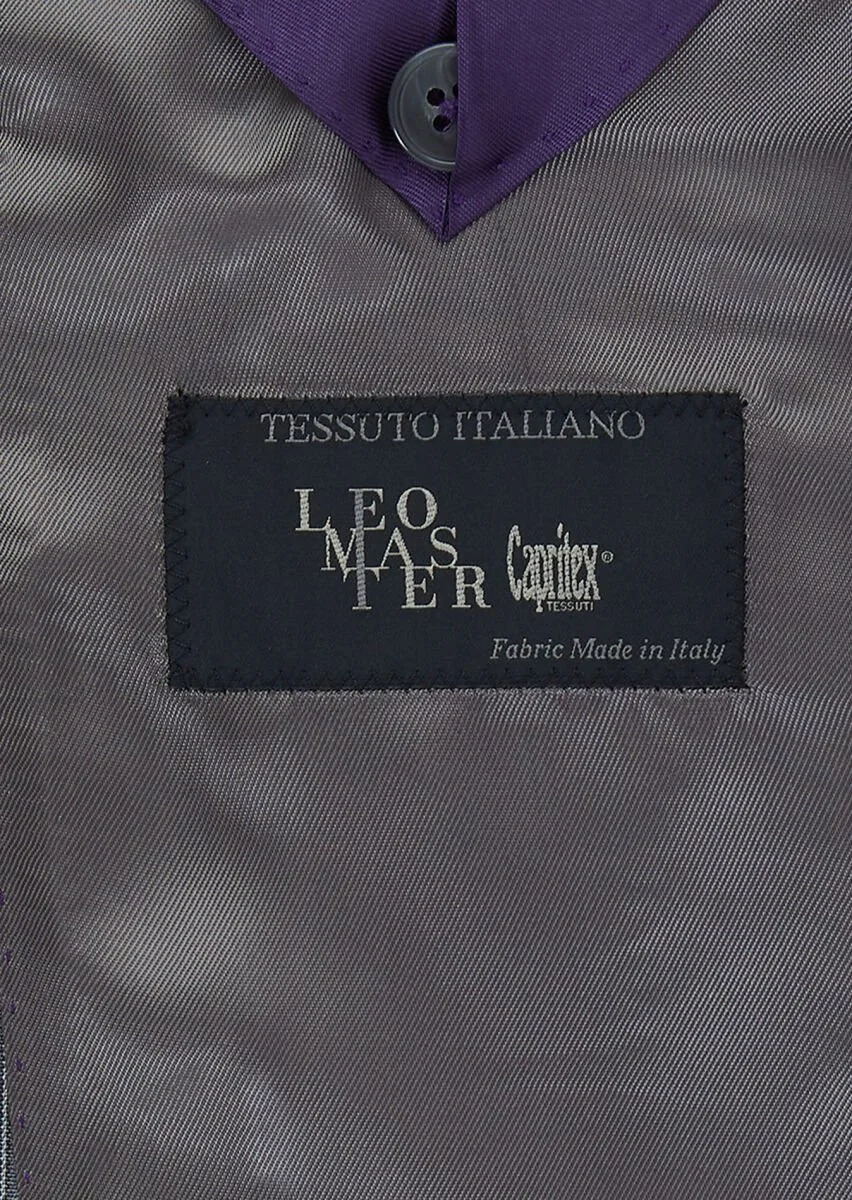 TESSUTO ITALIANO
LEO
MAS
TER
Capritex®
TESSUTI
Fabric Made in Italy